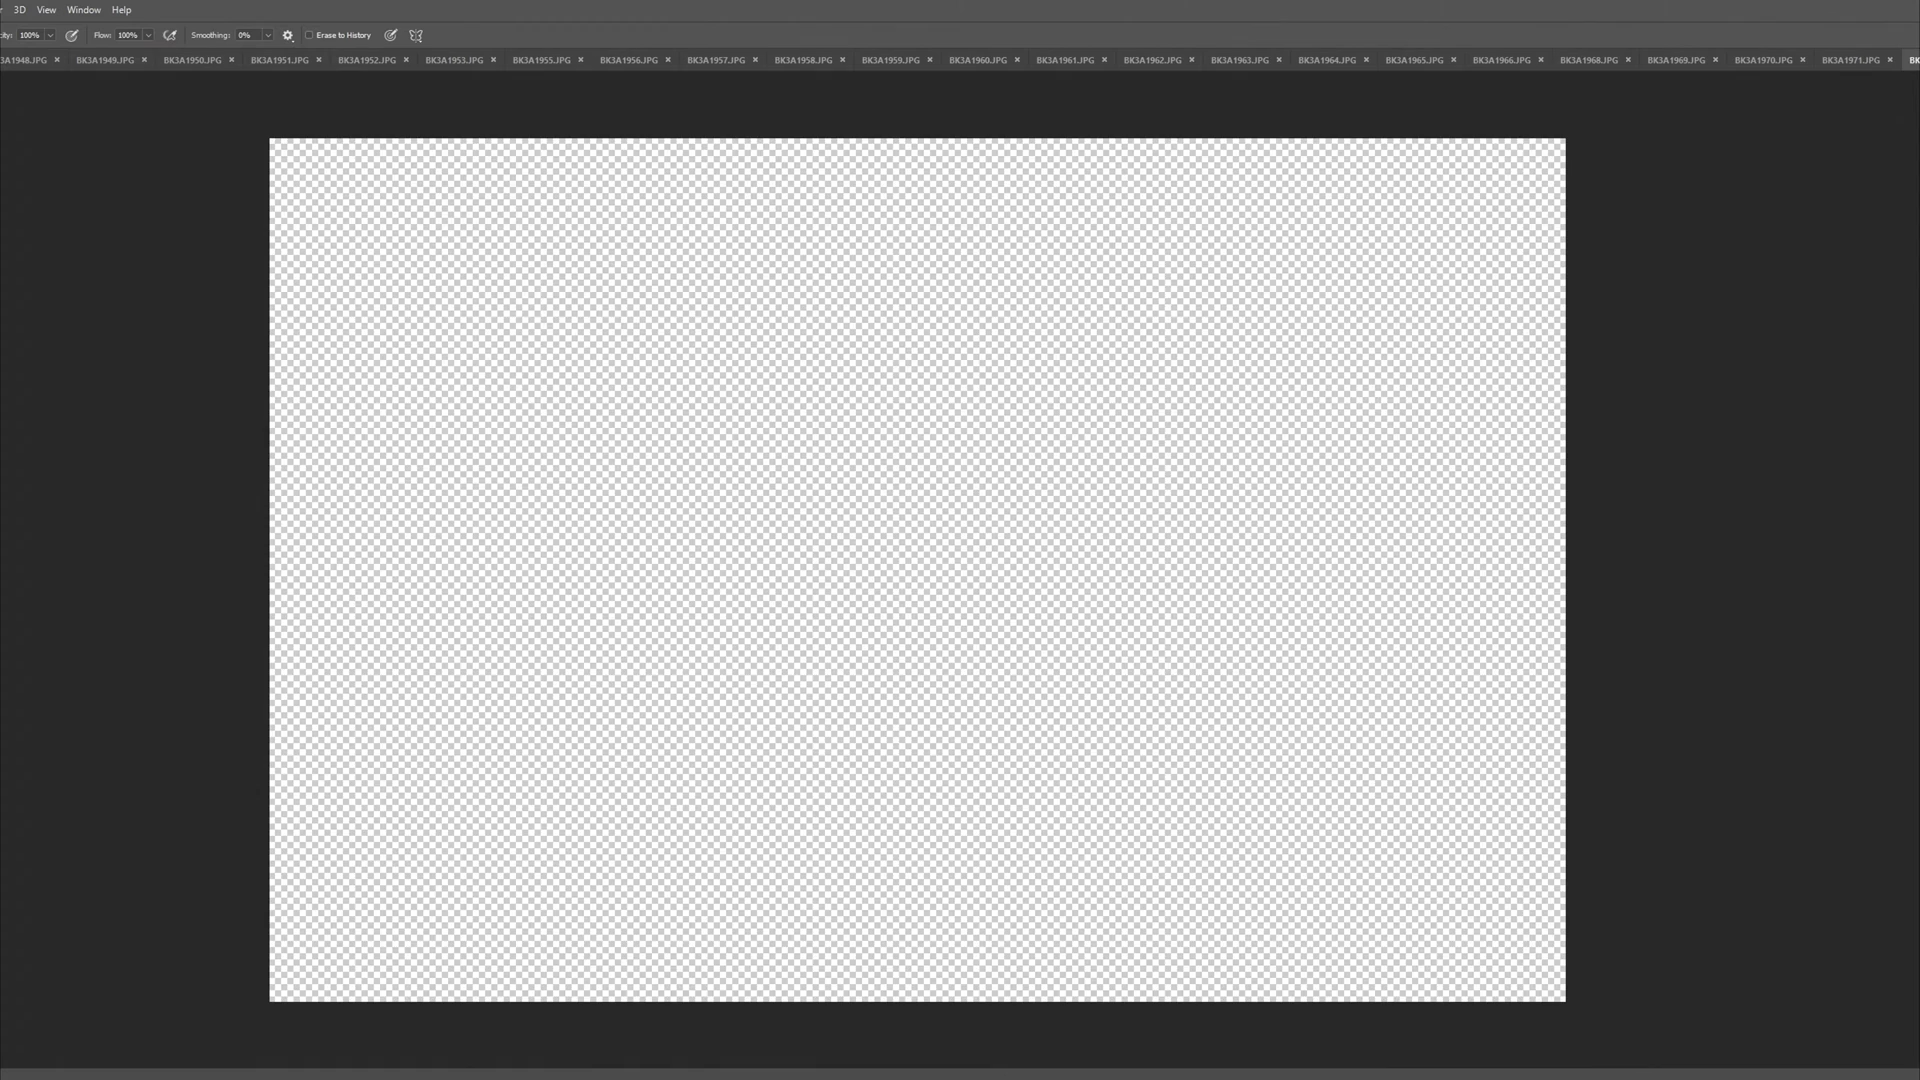 3D View Window Help
100% Flow: 100% Smoothing: 0% Erase to History
3A1948.JPG × BK3A1949.JPG × BK3A1950.JPG × BK3A1951.JPG × BK3A1952.JPG × BK3A1953.JPG × BK3A1955.JPG × BK3A1956.JPG × BK3A1957.JPG × BK3A1958.JPG × BK3A1959.JPG × BK3A1960.JPG × BK3A1961.JPG × BK3A1962.JPG × BK3A1963.JPG × BK3A1964.JPG × BK3A1965.JPG × BK3A1966.JPG × BK3A1968.JPG × BK3A1969.JPG × BK3A1970.JPG × BK3A1971.JPG × BK